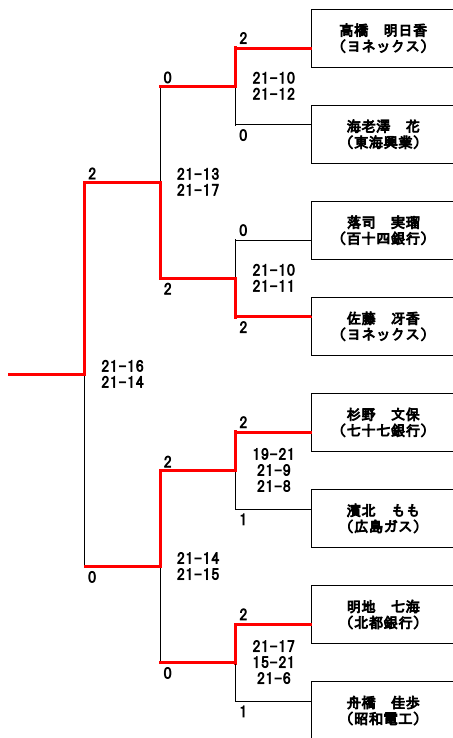 高橋 明日香
(ヨネックス)
2
0
21-10
21-12
0
海老澤 花
(東海興業)
2
21-13
21-17
0
落司 実瑠
(百十四銀行)
21-10
21-11
2
2
佐藤 冴香
(ヨネックス)
21-16
21-14
2
杉野 文保
(七十七銀行)
2
19-21
21-9
21-8
1
濱北 もも
(広島ガス)
0
21-14
21-15
2
明地 七海
(北都銀行)
21-17
15-21
21-6
0
1
舟橋 佳歩
(昭和電工)